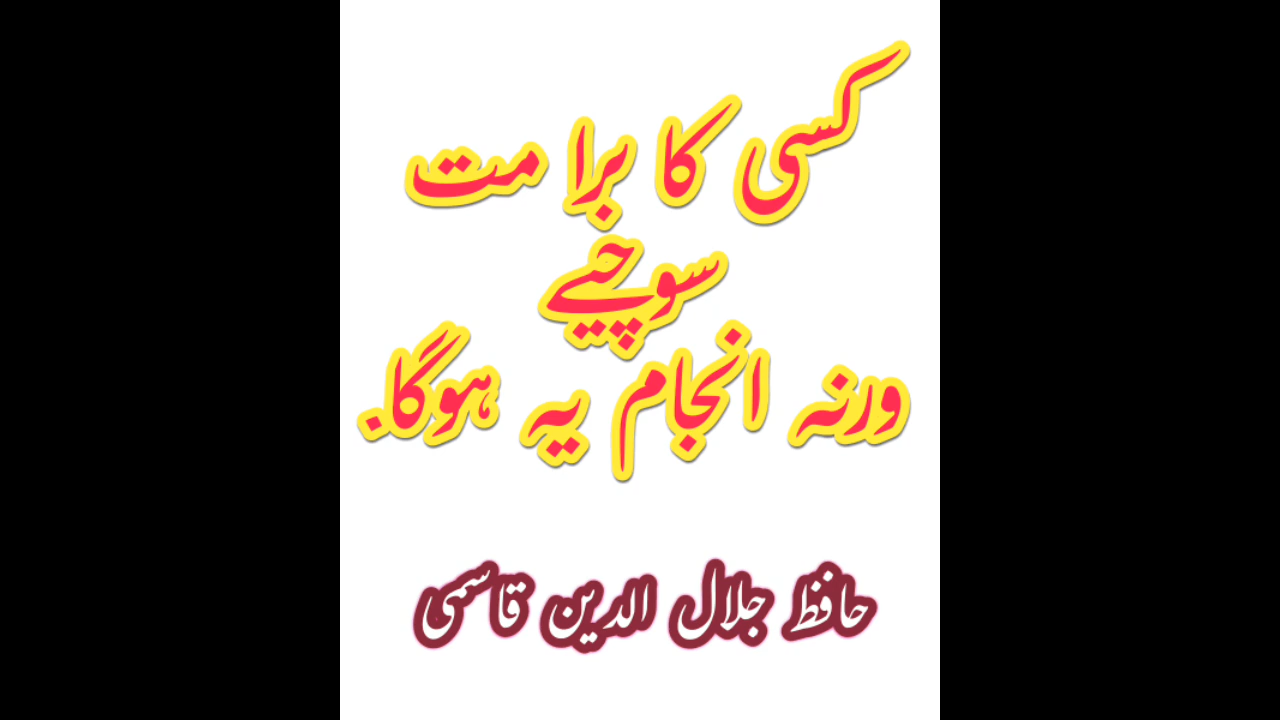 کسی کا برا مت
سوچیے
ورنہ انجام یہ ہوگا.
حافظ جلال الدین قاسمی